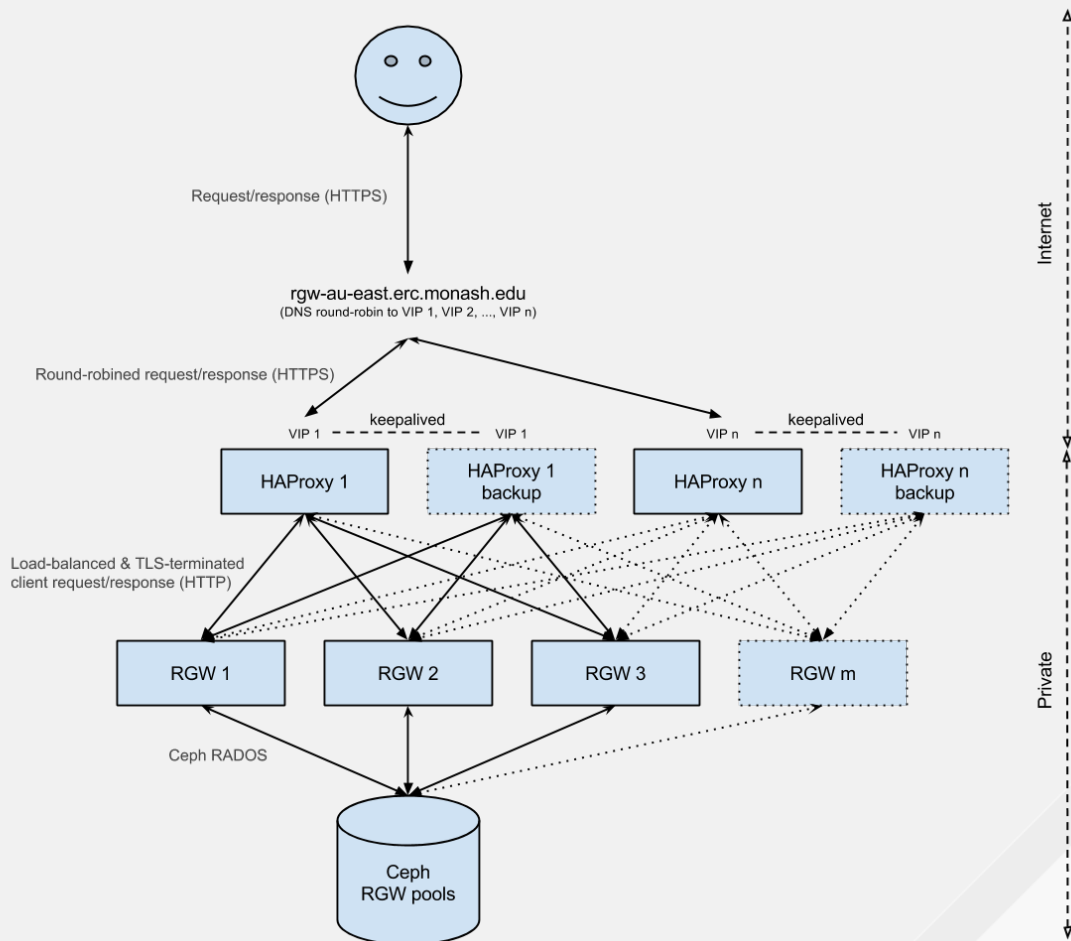 Request/response (HTTPS)
rgw-au-east.erc.monash.edu
(DNS round-robin to VIP 1, VIP 2, ..., VIP n)
Round-robined request/response (HTTPS)
keepalived
keepalived
VIP 1
VIP 1
VIP n
VIP n
HAProxy 1
HAProxy 1
backup
HAProxy n
HAProxy n
backup
Load-balanced & TLS-terminated
client request/response (HTTP)
RGW 1
RGW 2
RGW 3
RGW m
Ceph RADOS
Ceph
RGW pools
Internet
Private